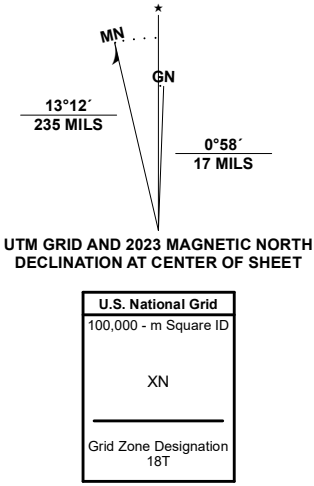 MN
GN
13°12´
235 MILS
0°58´
17 MILS
UTM GRID AND 2023 MAGNETIC NORTH
DECLINATION AT CENTER OF SHEET
U.S. National Grid
100,000 - m Square ID
XN
Grid Zone Designation
18T